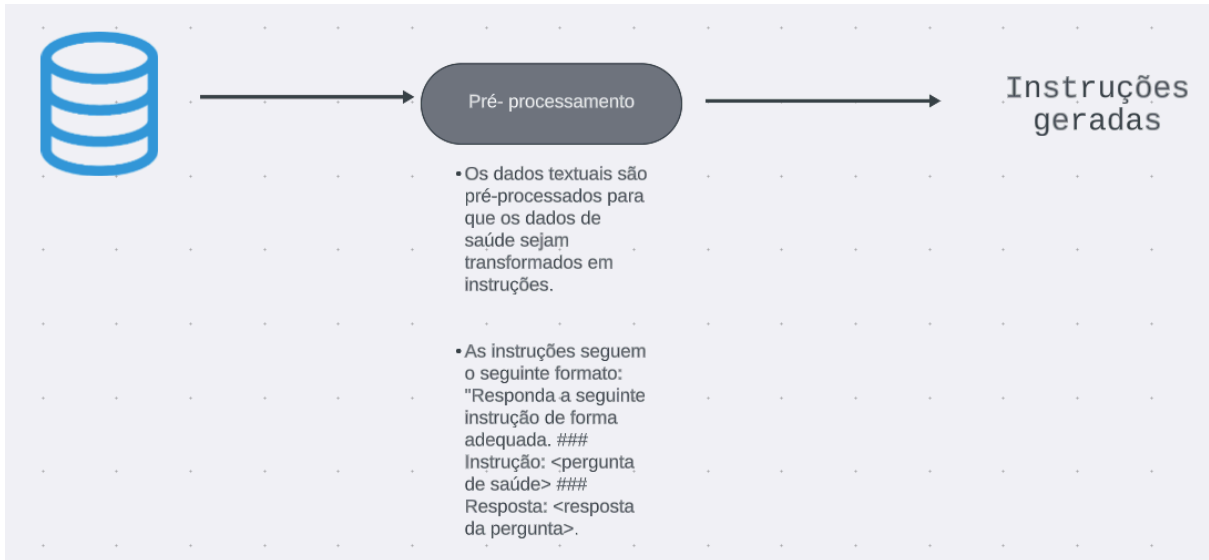 Pré- processamento
Instruções
geradas
•Os dados textuais são
pré-processados para
que os dados de
saúde sejam
transformados em
instruções.
•As instruções seguem
o seguinte formato:
"Responda a seguinte
instrução de forma
adequada. ###
Instrução: <pergunta
de saúde> ###
Resposta: <resposta
da pergunta>.